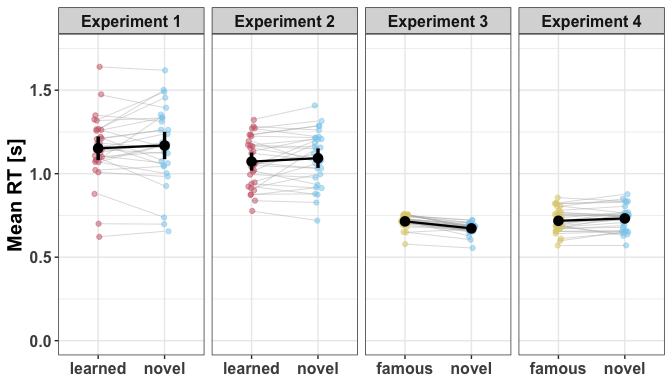 Experiment 1 Experiment 2 Experiment 3 Experiment 4
Mean RT [s]
1.5
1.0
0.5
0.0
learned novel learned novel famous novel famous novel